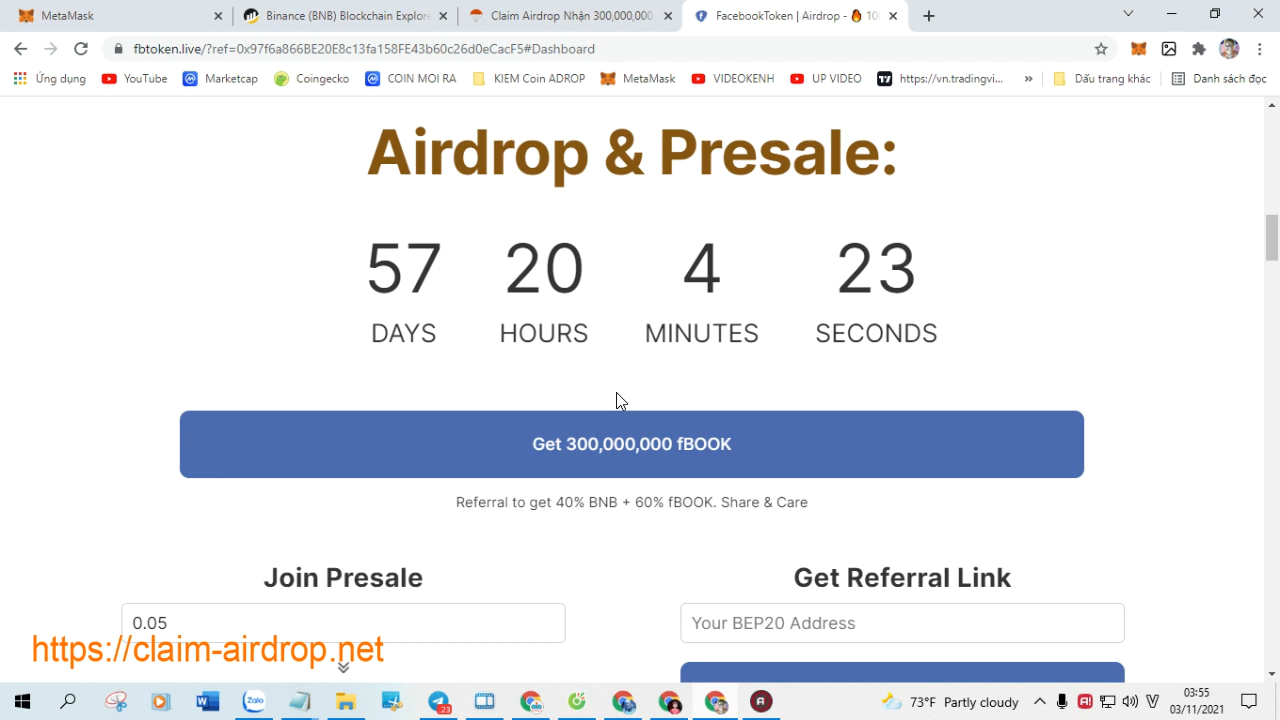 MetaMask
Binance (BNB) Blockchain Explore
Claim Airdrop Nhận 300,000,000
FacebookToken | Airdrop - 🔥 10
fbtoken.live/?ref=0x97f6a866BE20E8c13fa158FE43b60c26d0eCacF5#Dashboard
Ứng dụng
YouTube
Marketcap
Coingecko
COIN MOI RA
KIEM Coin ADROP
MetaMask
VIDEOKENH
UP VIDEO
https://vn.tradingvi...
»
Dấu trang khác
Danh sách đọc
Airdrop & Presale:
57 20 4 23
DAYS HOURS MINUTES SECONDS
Get 300,000,000 fBOOK
Referral to get 40% BNB + 60% fBOOK. Share & Care
Join Presale
Get Referral Link
0.05
Your BEP20 Address
https://claim-airdrop.net
Zalo
23
73°F Partly cloudy
03:55
03/11/2021